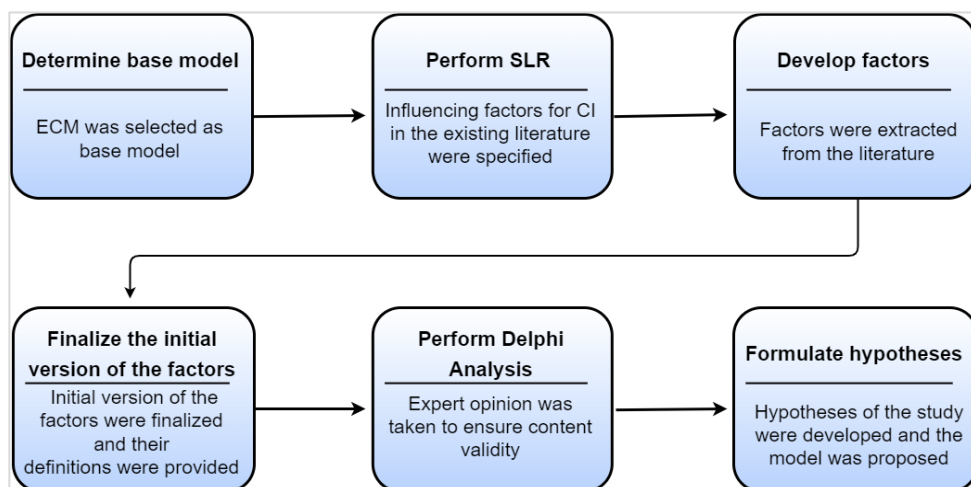 Determine base model
ECM was selected as
base model
Perform SLR
Influencing factors for CI
in the existing literature
were specified
Develop factors
Factors were extracted
from the literature
Finalize the initial
version of the factors
Initial version of the
factors were finalized
and their
definitions were provided
Perform Delphi
Analysis
Expert opinion was
taken to ensure content
validity
Formulate hypotheses
Hypotheses of the study
were developed and the
model was proposed